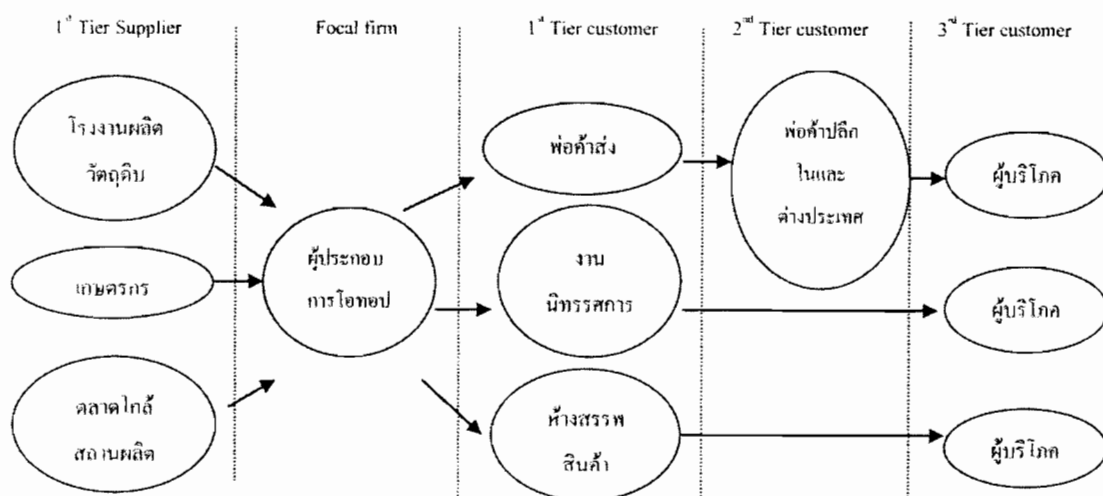 1st Tier Supplier
Focal firm
1st Tier customer
2nd Tier customer
3rd Tier customer
โรงงานผลิต
วัตถุดิบ
เกษตรกร
ตลาดใกล้
สถานผลิต
ผู้ประกอบ
การโอทอป
พ่อค้าส่ง
งาน
นิทรรศการ
ห้างสรรพ
สินค้า
พ่อค้าปลีก
ในและ
ต่างประเทศ
ผู้บริโภค
ผู้บริโภค
ผู้บริโภค